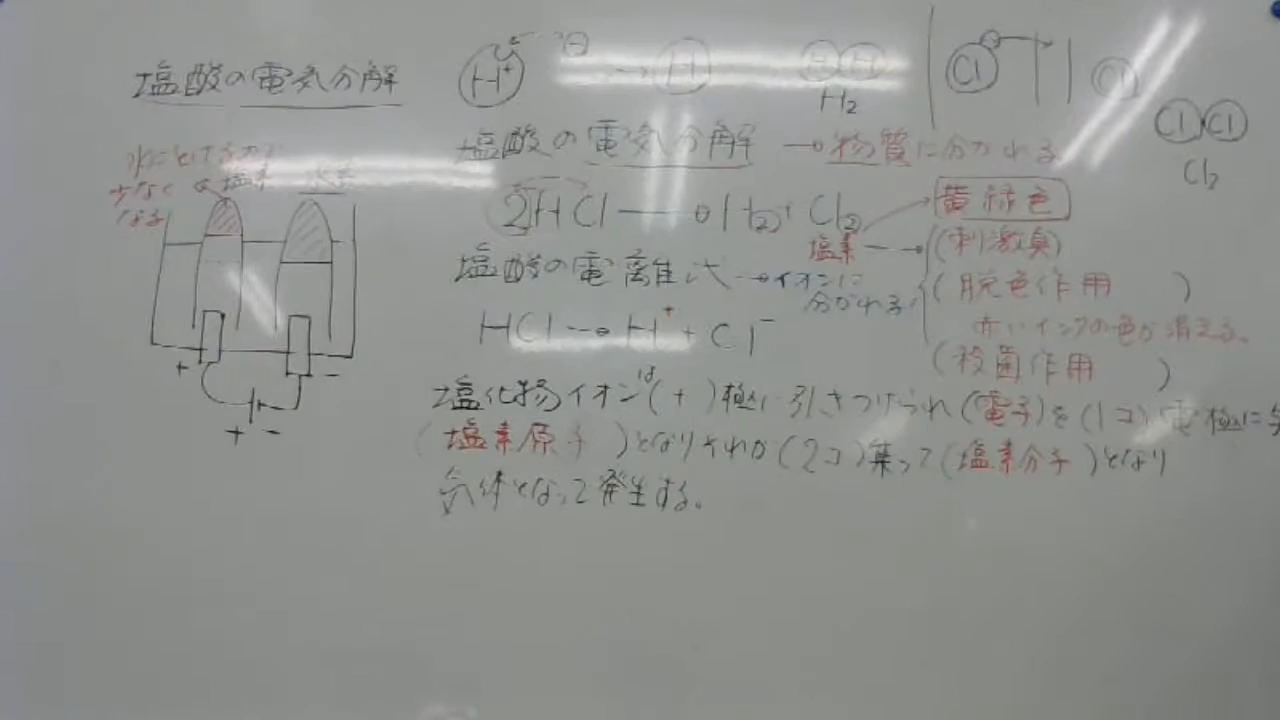 塩酸の電気分解
H⁺ ⊖ → H HH
H₂
Cl ⊖ Cl
ClCl
Cl₂
水にとけるため
少なく
なる
塩素 水素
+ −
+ −
塩酸の電気分解 → 物質に分かれる
2HCl → H₂ + Cl₂
黄緑色
塩素 → (刺激臭)
(脱色作用)
赤いインクの色が消える。
(殺菌作用)
塩酸の電離式 → イオンに
分かれる
HCl → H⁺ + Cl⁻
塩化物イオンは(+)極に引きつけられ(電子)を(1コ)電極に
(塩素原子)となりそれが(2コ)集って(塩素分子)となり
気体となって発生する。